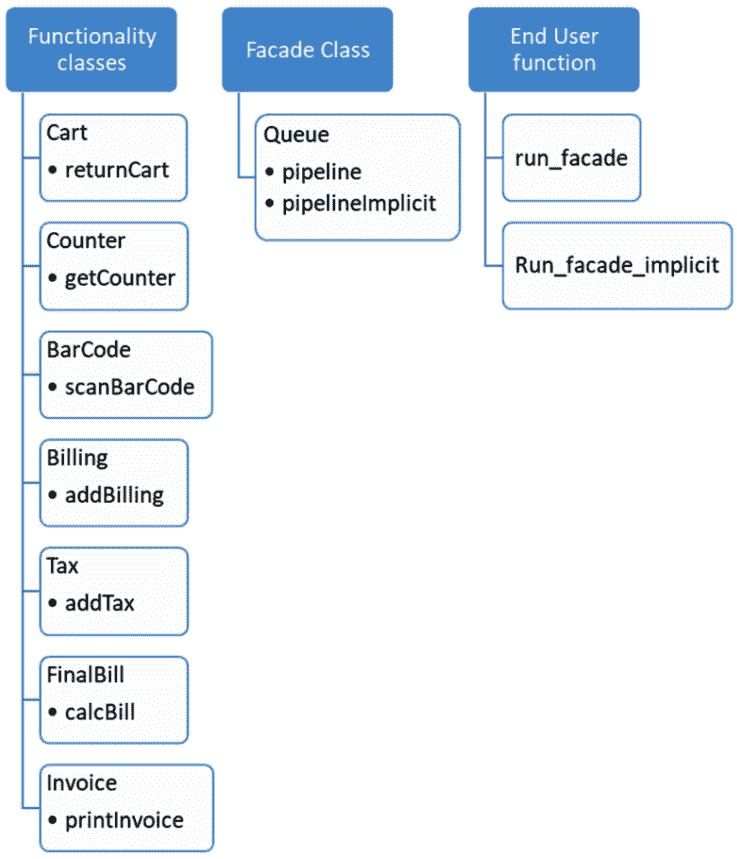 Functionality
classes
Cart
• returnCart
Counter
• getCounter
BarCode
• scanBarCode
Billing
• addBilling
Tax
• addTax
FinalBill
• calcBill
Invoice
• printInvoice
Facade Class
Queue
• pipeline
• pipelineImplicit
End User
function
run_facade
Run_facade_implicit